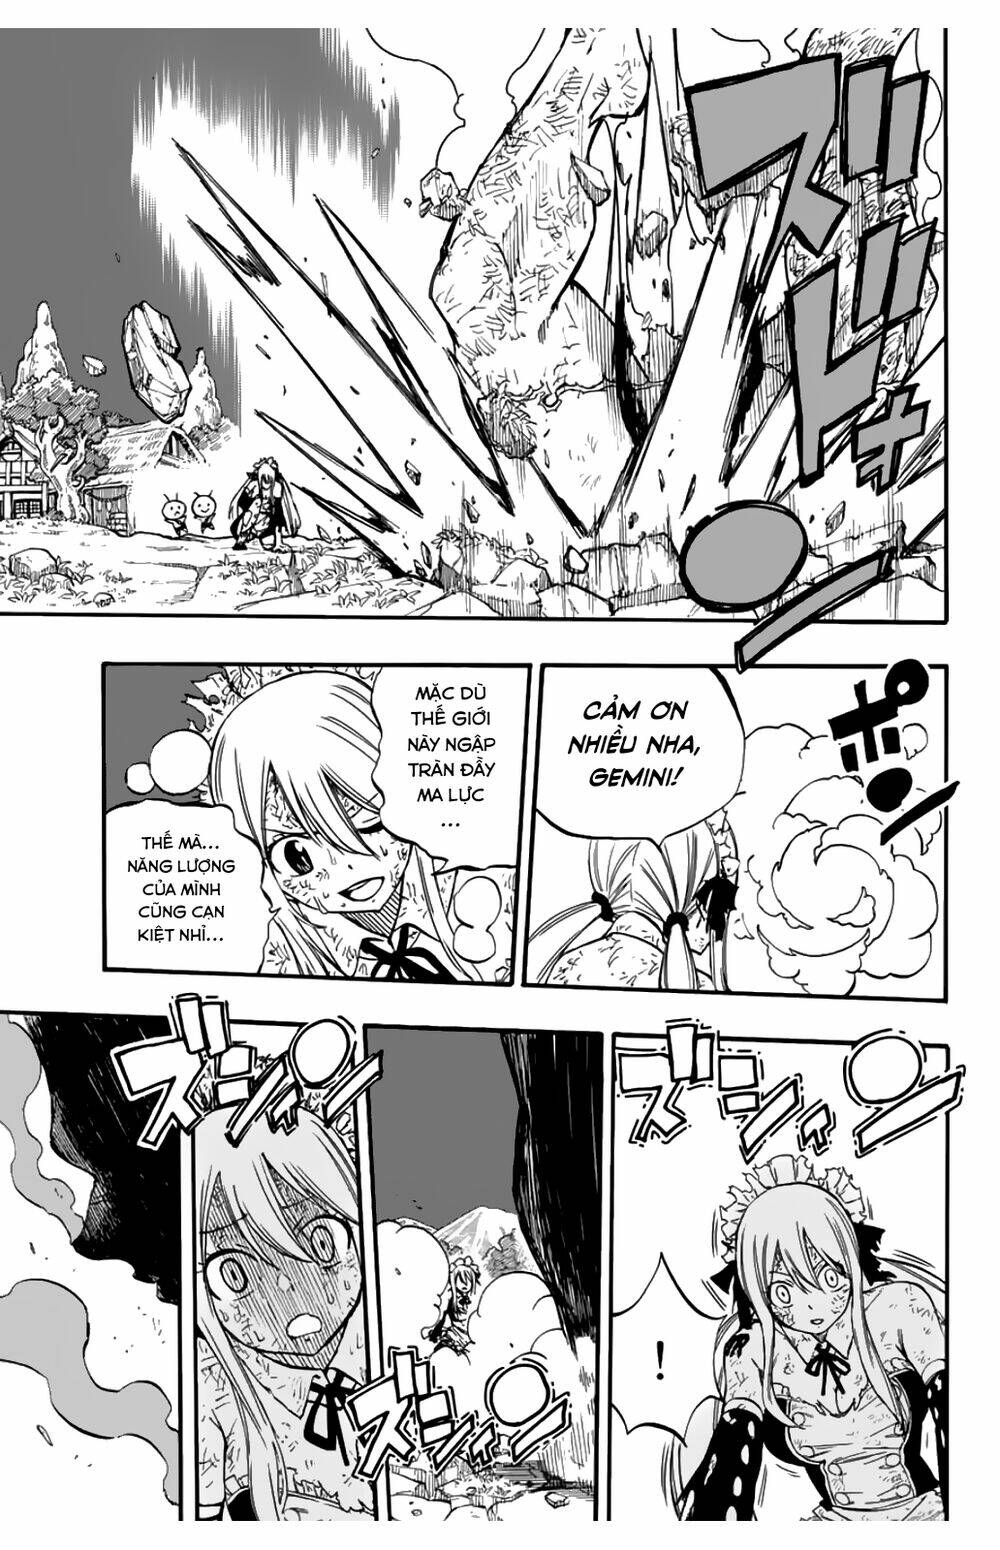 ズドォン
CẢM ƠN
NHIỀU NHA,
GEMINI!
ポン
MẶC DÙ
THẾ GIỚI
NÀY NGẬP
TRÀN ĐẦY
MA LỰC
...
THẾ MÀ...
NĂNG LƯỢNG
CỦA MÌNH
CŨNG CẠN
KIỆT NHỈ...
ズシィン
!
ズシィン
ズシィン